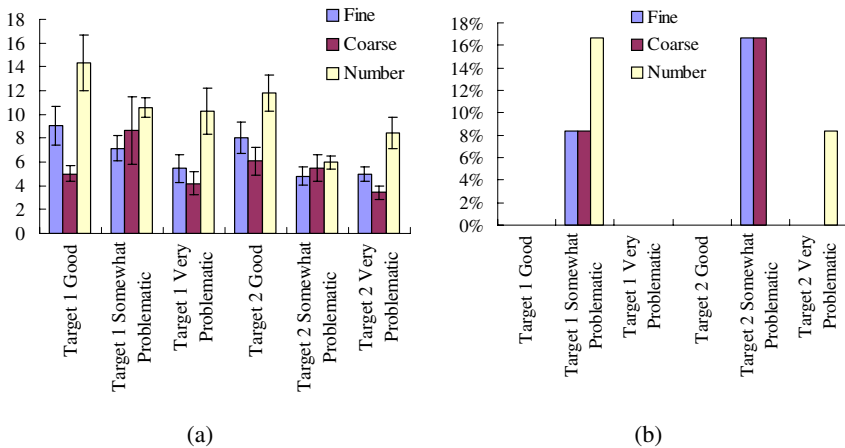 18
16
14
12
10
8
6
4
2
0
Fine
Coarse
Number
Target 1 Good
Target 1 Somewhat
Problematic
Target 1 Very
Problematic
Target 2 Good
Target 2 Somewhat
Problematic
Target 2 Very
Problematic
(a)
18%
16%
14%
12%
10%
8%
6%
4%
2%
0%
Fine
Coarse
Number
Target 1 Good
Target 1 Somewhat
Problematic
Target 1 Very
Problematic
Target 2 Good
Target 2 Somewhat
Problematic
Target 2 Very
Problematic
(b)